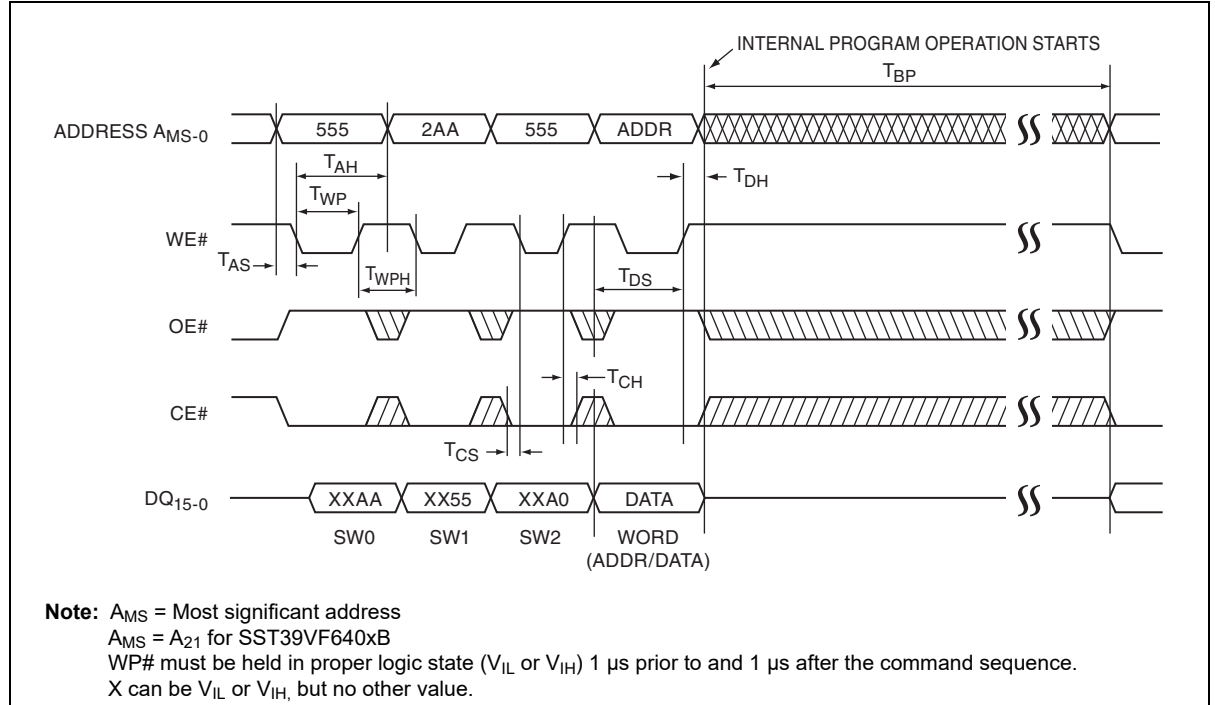 INTERNAL PROGRAM OPERATION STARTS
TBP
ADDRESS AMS-0
555
2AA
555
ADDR
TAH
TDH
TWP
WE#
TAS
TWPH
TDS
OE#
TCH
CE#
TCS
DQ15-0
XXAA
XX55
XXA0
DATA
SW0
SW1
SW2
WORD
(ADDR/DATA)
Note: AMS = Most significant address
AMS = A21 for SST39VF640xB
WP# must be held in proper logic state (VIL or VIH) 1 µs prior to and 1 µs after the command sequence.
X can be VIL or VIH, but no other value.